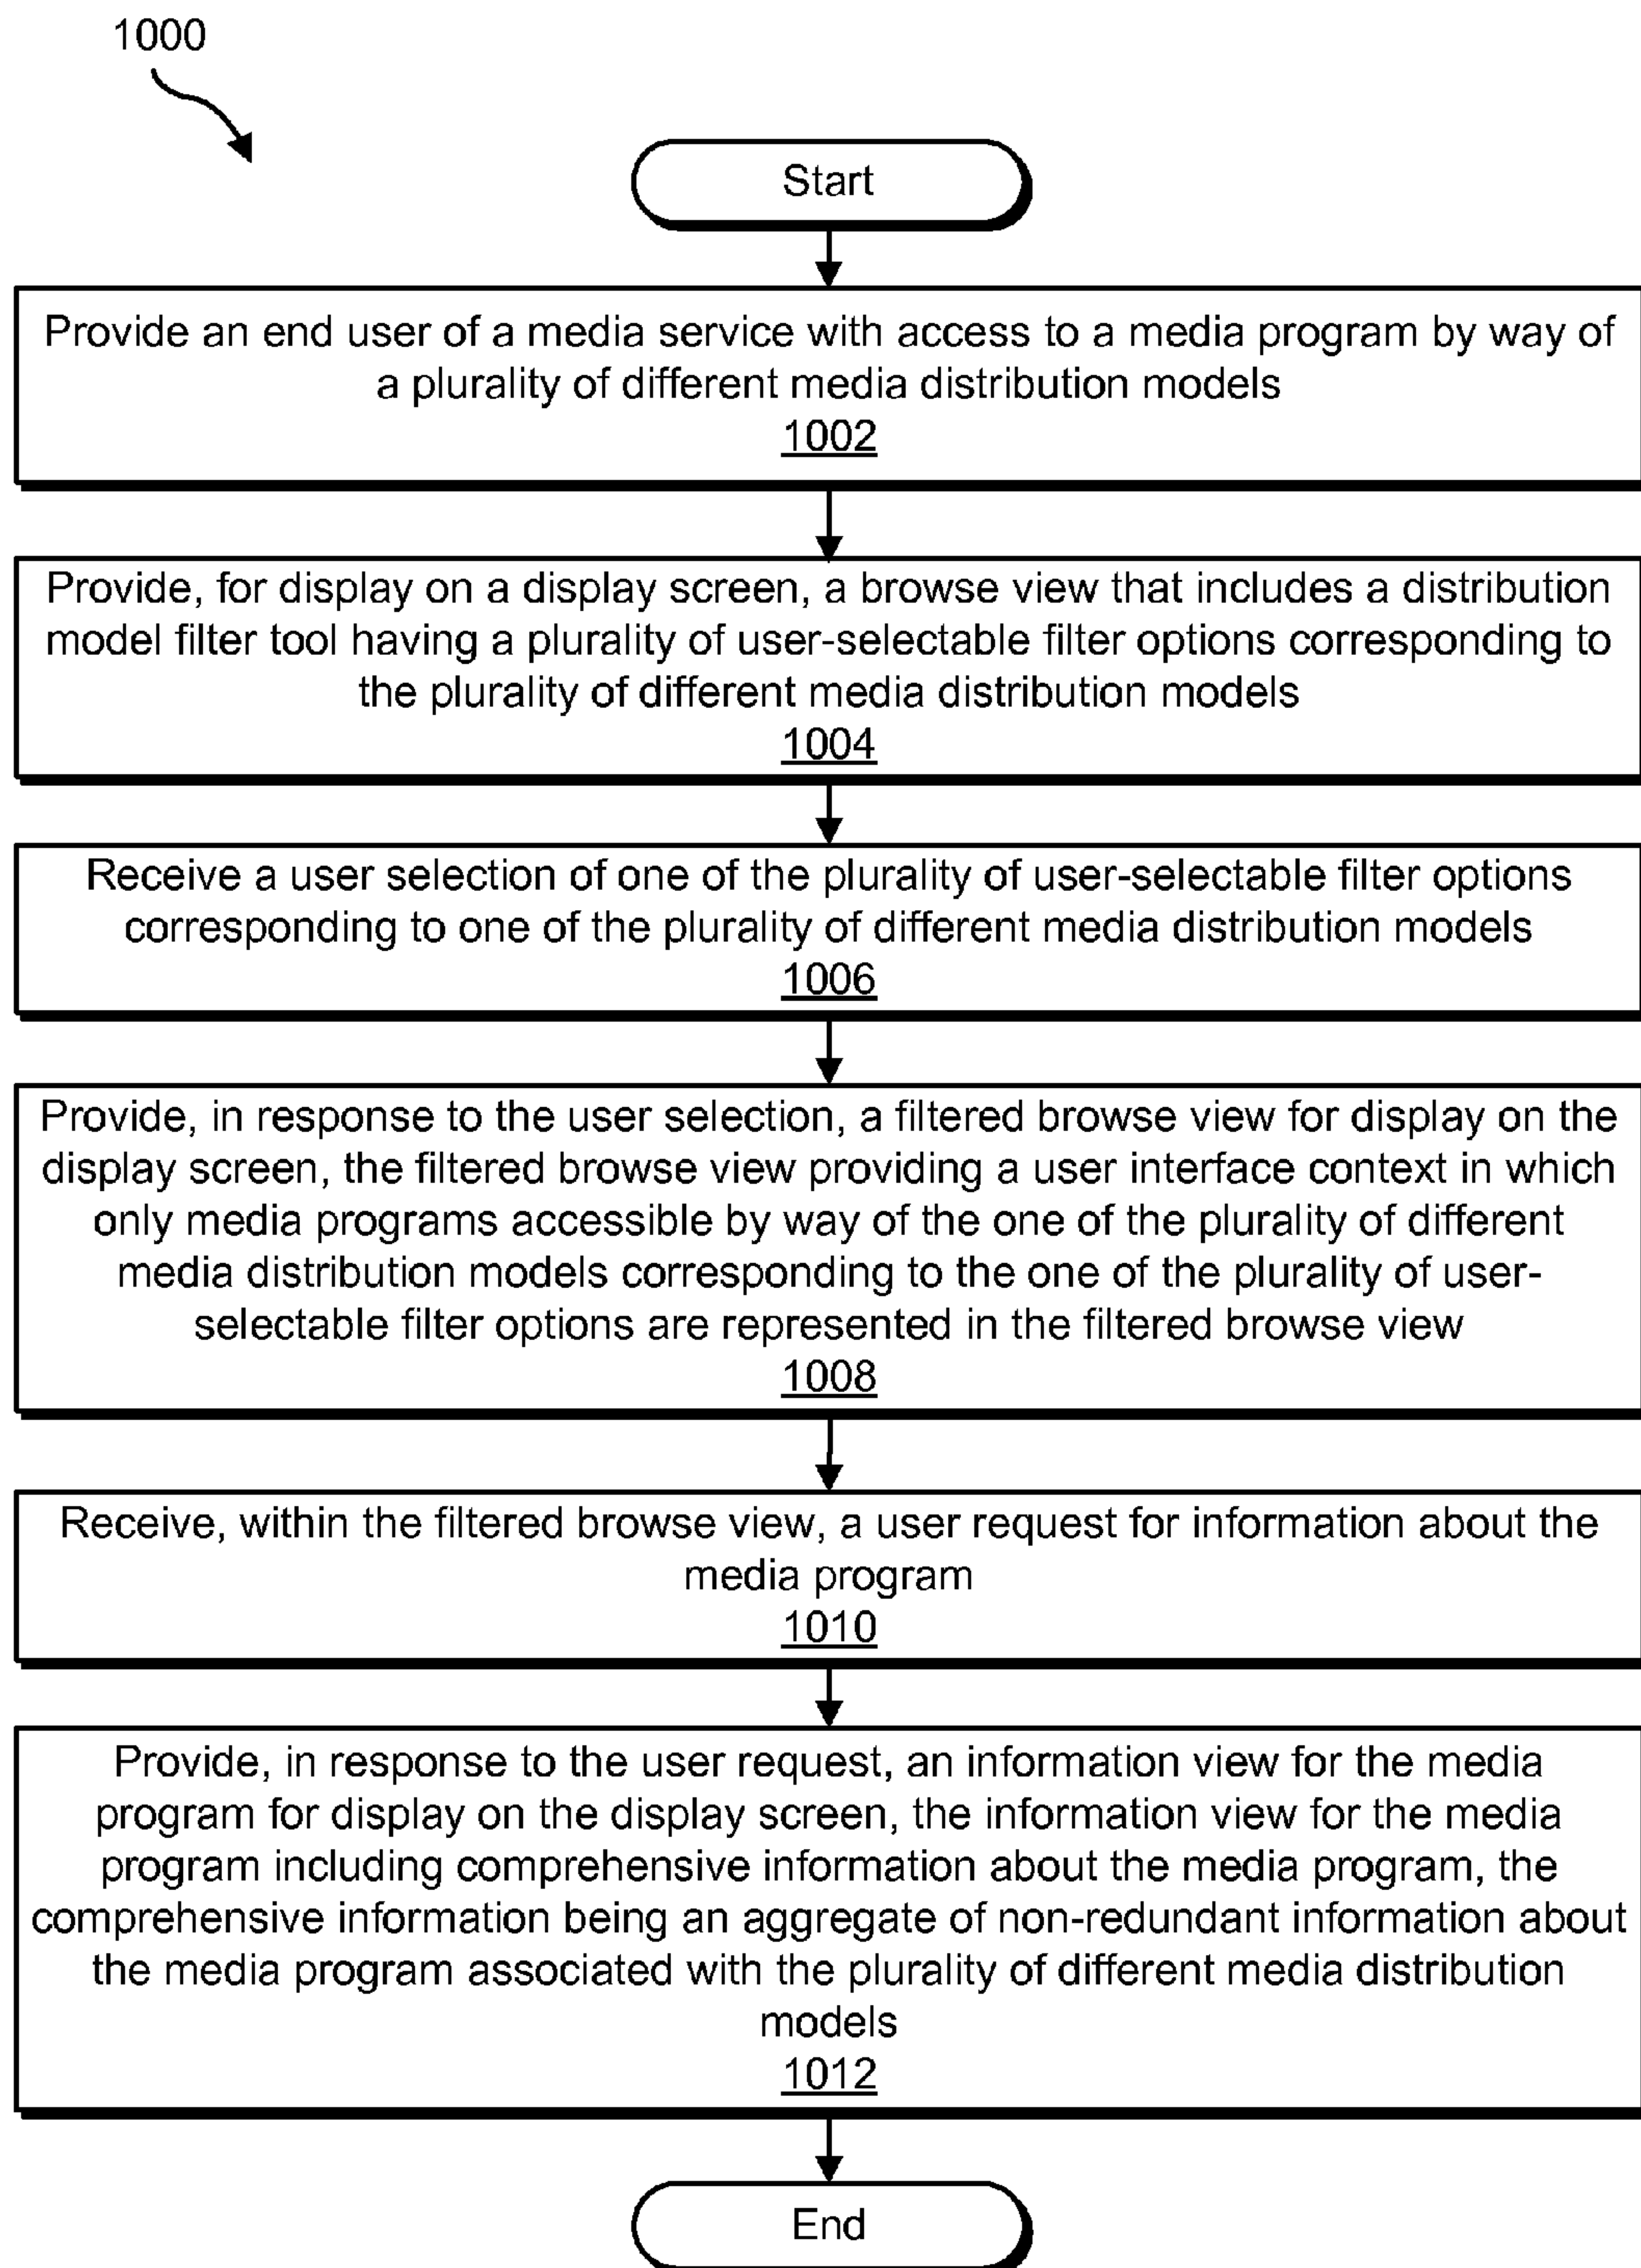 1000
Start
Provide an end user of a media service with access to a media program by way of
a plurality of different media distribution models
1002
Provide, for display on a display screen, a browse view that includes a distribution
model filter tool having a plurality of user-selectable filter options corresponding to
the plurality of different media distribution models
1004
Receive a user selection of one of the plurality of user-selectable filter options
corresponding to one of the plurality of different media distribution models
1006
Provide, in response to the user selection, a filtered browse view for display on the
display screen, the filtered browse view providing a user interface context in which
only media programs accessible by way of the one of the plurality of different
media distribution models corresponding to the one of the plurality of user-
selectable filter options are represented in the filtered browse view
1008
Receive, within the filtered browse view, a user request for information about the
media program
1010
Provide, in response to the user request, an information view for the media
program for display on the display screen, the information view for the media
program including comprehensive information about the media program, the
comprehensive information being an aggregate of non-redundant information about
the media program associated with the plurality of different media distribution
models
1012
End